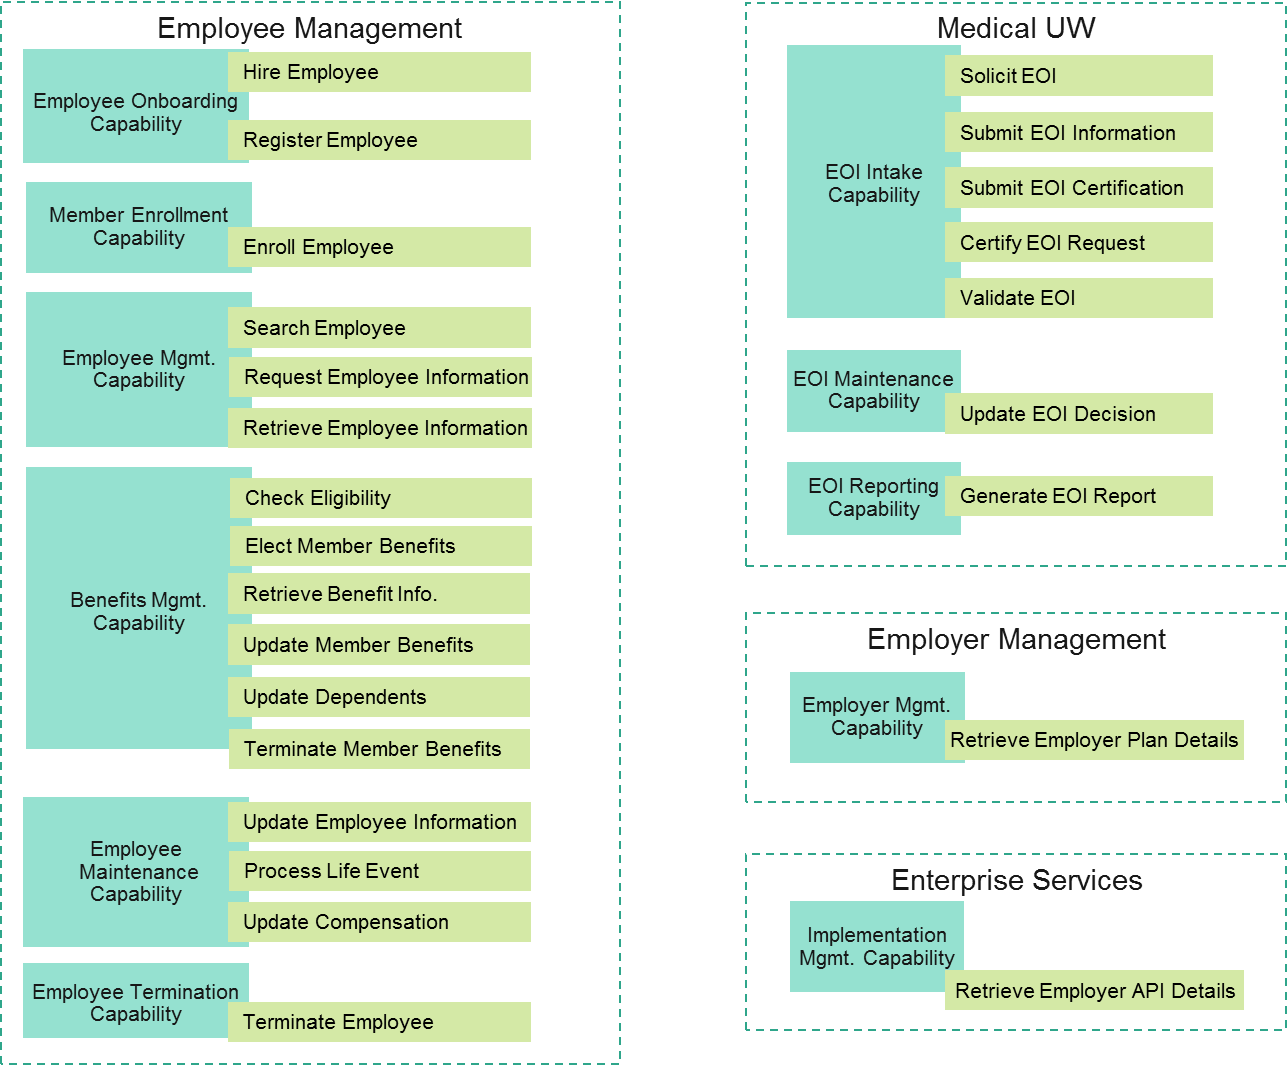 Employee Management
Employee Onboarding
Capability
Hire Employee
Register Employee
Member Enrollment
Capability
Enroll Employee
Employee Mgmt.
Capability
Search Employee
Request Employee Information
Retrieve Employee Information
Benefits Mgmt.
Capability
Check Eligibility
Elect Member Benefits
Retrieve Benefit Info.
Update Member Benefits
Update Dependents
Terminate Member Benefits
Employee
Maintenance
Capability
Update Employee Information
Process Life Event
Update Compensation
Employee Termination
Capability
Terminate Employee
Medical UW
EOI Intake
Capability
Solicit EOI
Submit EOI Information
Submit EOI Certification
Certify EOI Request
Validate EOI
EOI Maintenance
Capability
Update EOI Decision
EOI Reporting
Capability
Generate EOI Report
Employer Management
Employer Mgmt.
Capability
Retrieve Employer Plan Details
Enterprise Services
Implementation
Mgmt. Capability
Retrieve Employer API Details